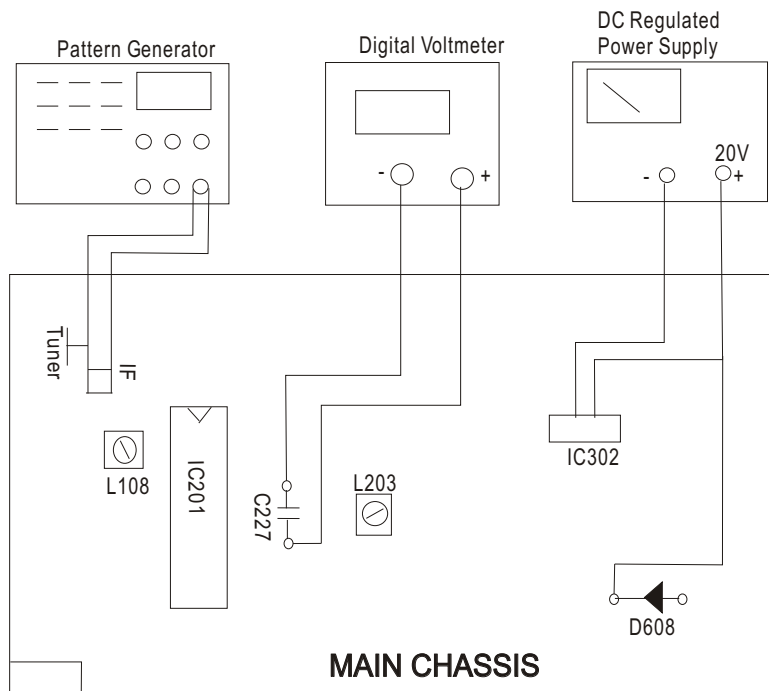 Pattern Generator
Digital Voltmeter
DC Regulated
Power Supply
- +
20V
- +
Tuner
IF
L108
IC201
C227
L203
IC302
D608
MAIN CHASSIS